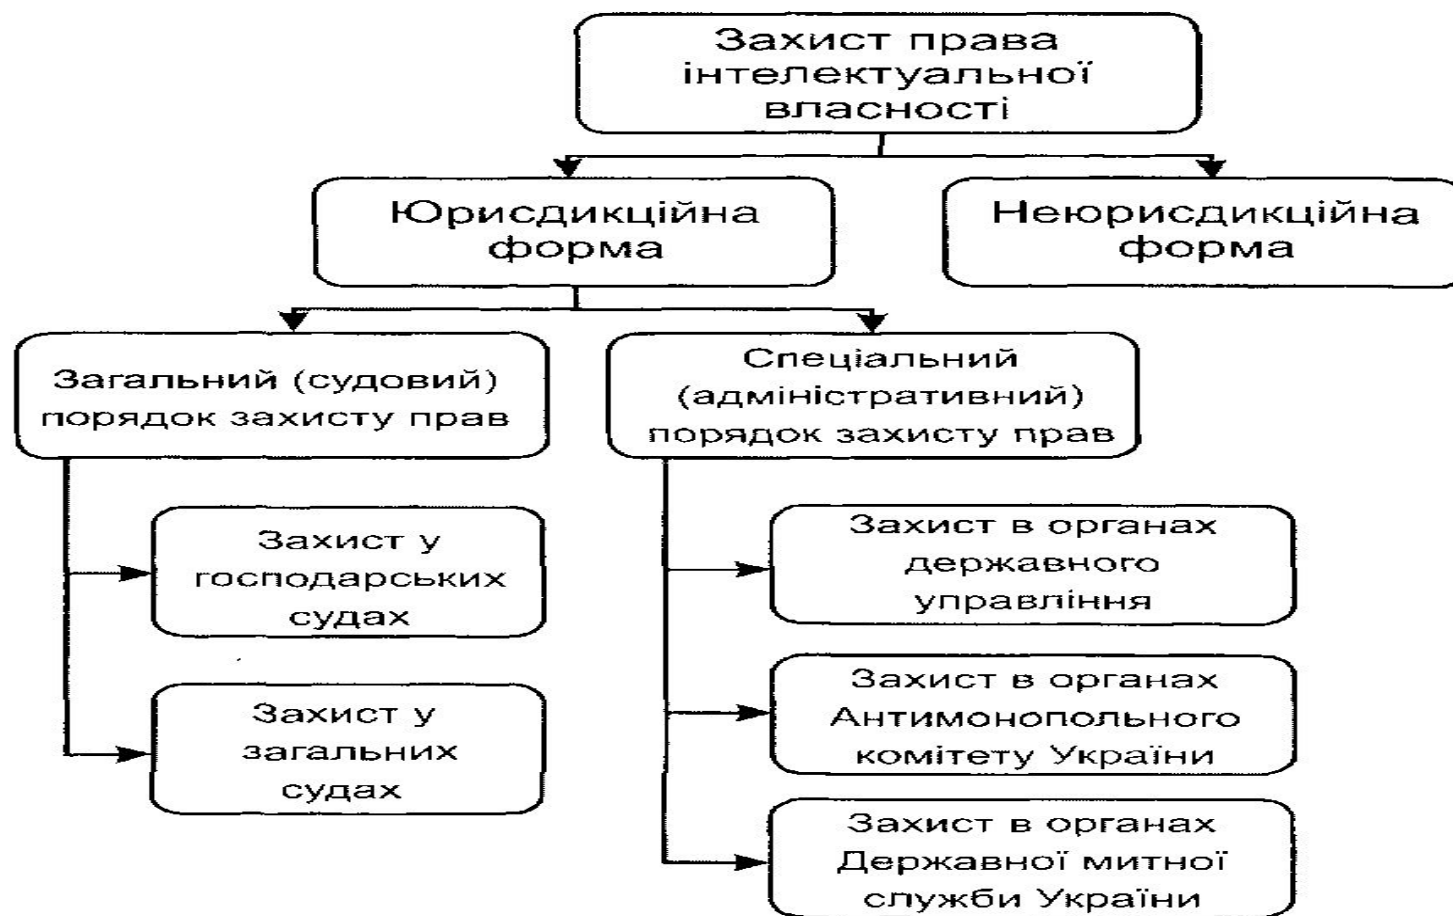 Захист права
інтелектуальної
власності
Юрисдикційна
форма
Неюрисдикційна
форма
Загальний (судовий)
порядок захисту прав
Спеціальний
(адміністративний)
порядок захисту прав
Захист у
господарських
судах
Захист у
загальних
судах
Захист в органах
державного
управління
Захист в органах
Антимонопольного
комітету України
Захист в органах
Державної митної
служби України